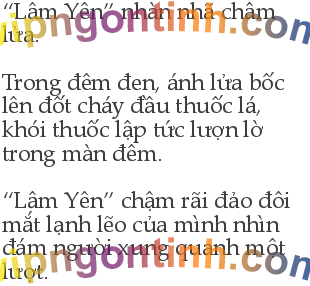 “Lâm Yên” nhàn nhã châm
lửa.
Trong đêm đen, ánh lửa bốc
lên đốt cháy đầu thuốc lá,
khói thuốc lập tức lượn lờ
trong màn đêm.
“Lâm Yên” chậm rãi đảo đôi
mắt lạnh lẽo của mình nhìn
đám người xung quanh một
lượt.